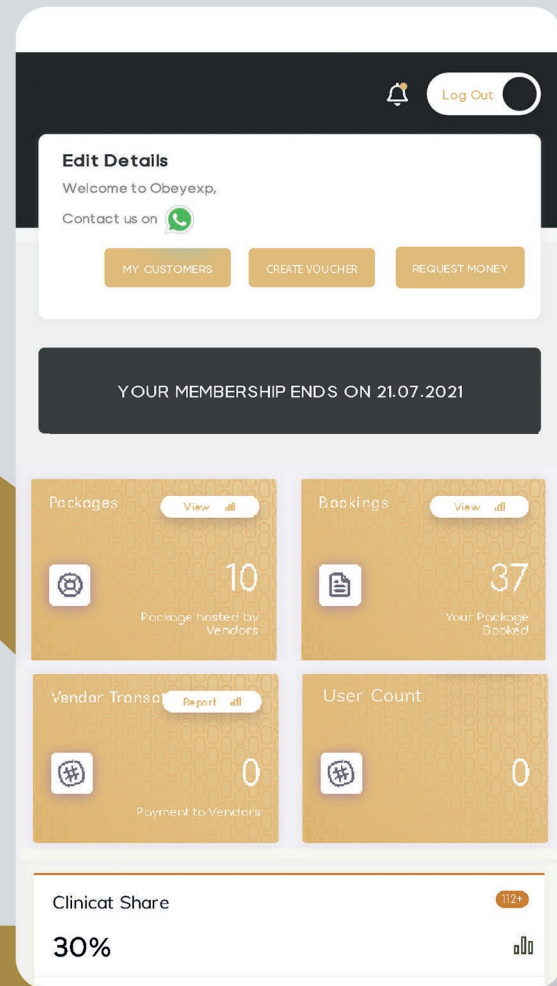 Log Out
Edit Details
Welcome to Obeyexp,
Contact us on
MY CUSTOMERS
CREATE VOUCHER
REQUEST MONEY
YOUR MEMBERSHIP ENDS ON 21.07.2021
Packages
View
10
Package hosted by
Vendors
Bookings
View
37
Your Package
Booked
Vendor Transa
Report
0
Payment to Vendors
User Count
0
Clinicat Share
112+
30%